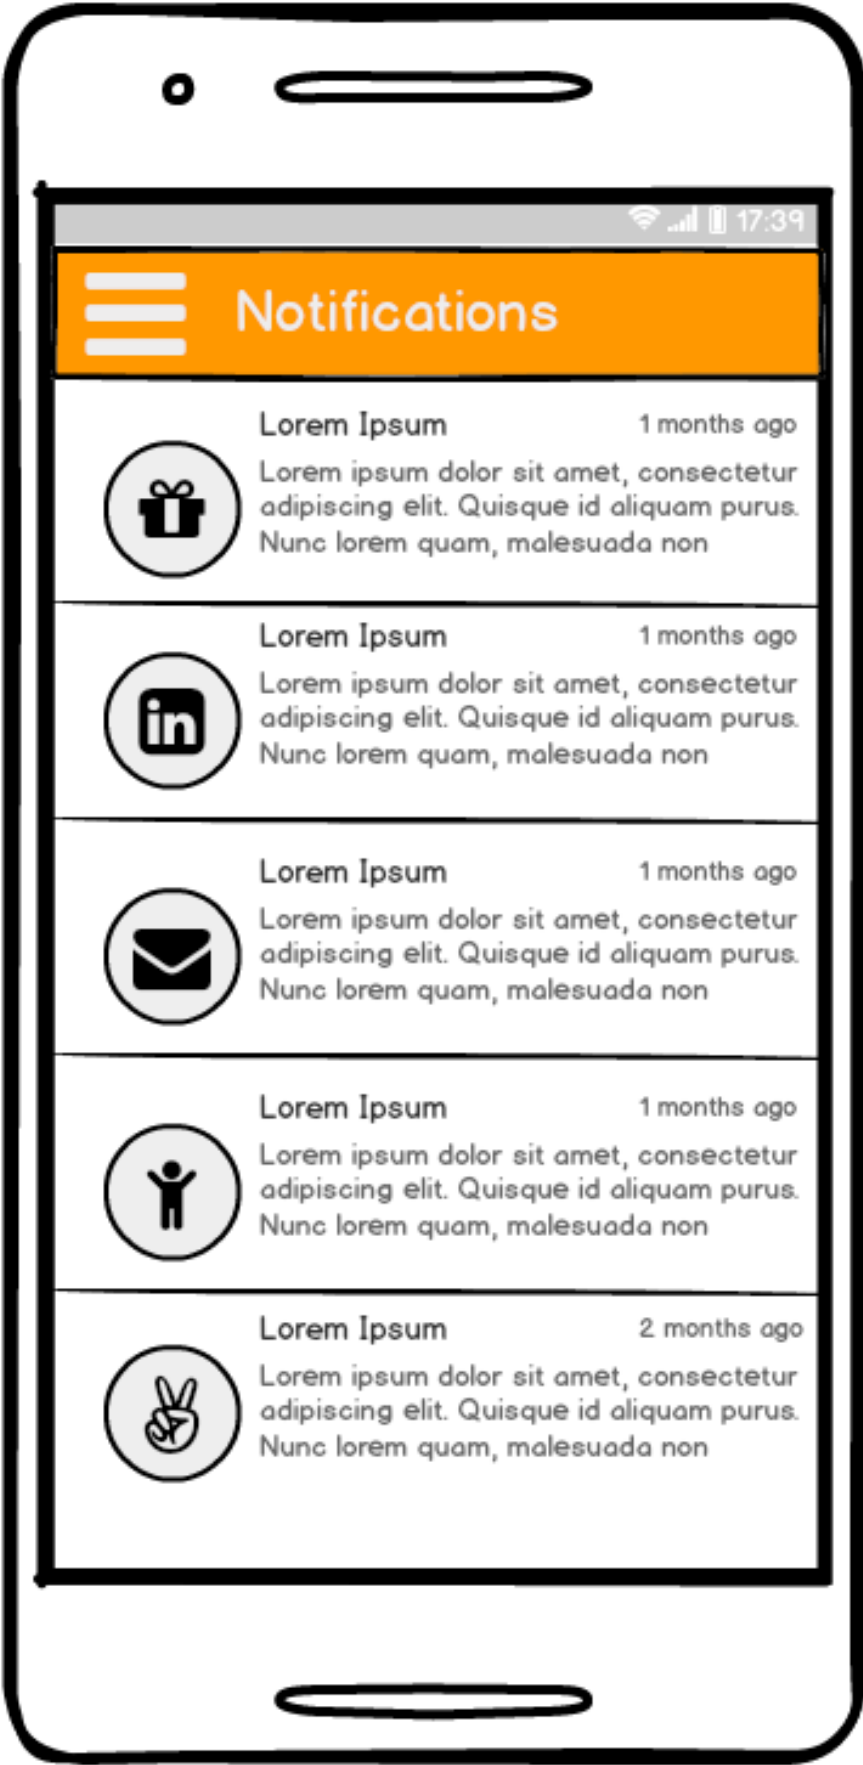 17:39
Notifications
Lorem Ipsum 1 months ago
Lorem ipsum dolor sit amet, consectetur
adipiscing elit. Quisque id aliquam purus.
Nunc lorem quam, malesuada non
Lorem Ipsum 1 months ago
in
Lorem ipsum dolor sit amet, consectetur
adipiscing elit. Quisque id aliquam purus.
Nunc lorem quam, malesuada non
Lorem Ipsum 1 months ago
Lorem ipsum dolor sit amet, consectetur
adipiscing elit. Quisque id aliquam purus.
Nunc lorem quam, malesuada non
Lorem Ipsum 1 months ago
Lorem ipsum dolor sit amet, consectetur
adipiscing elit. Quisque id aliquam purus.
Nunc lorem quam, malesuada non
Lorem Ipsum 2 months ago
Lorem ipsum dolor sit amet, consectetur
adipiscing elit. Quisque id aliquam purus.
Nunc lorem quam, malesuada non